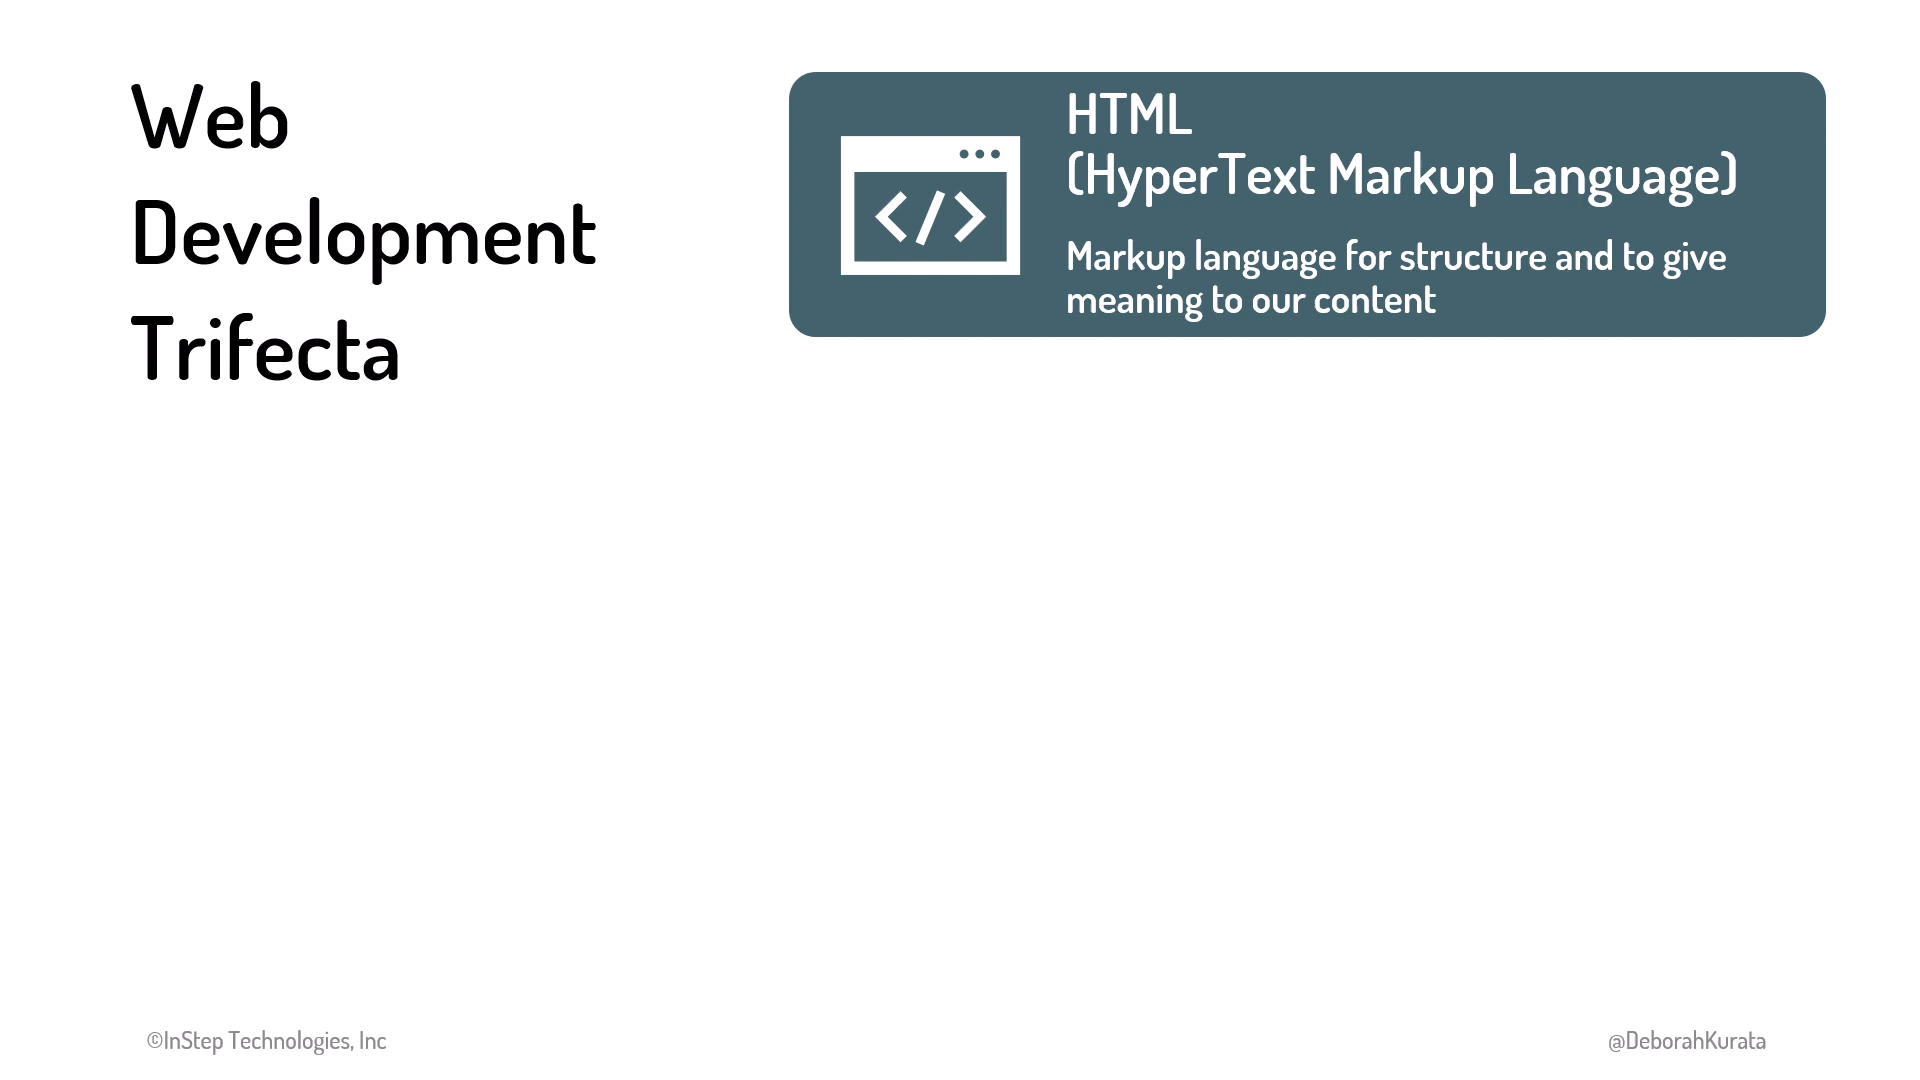 Web
Development
Trifecta
HTML
(HyperText Markup Language)
Markup language for structure and to give
meaning to our content
</>
©InStep Technologies, Inc
@DeborahKurata